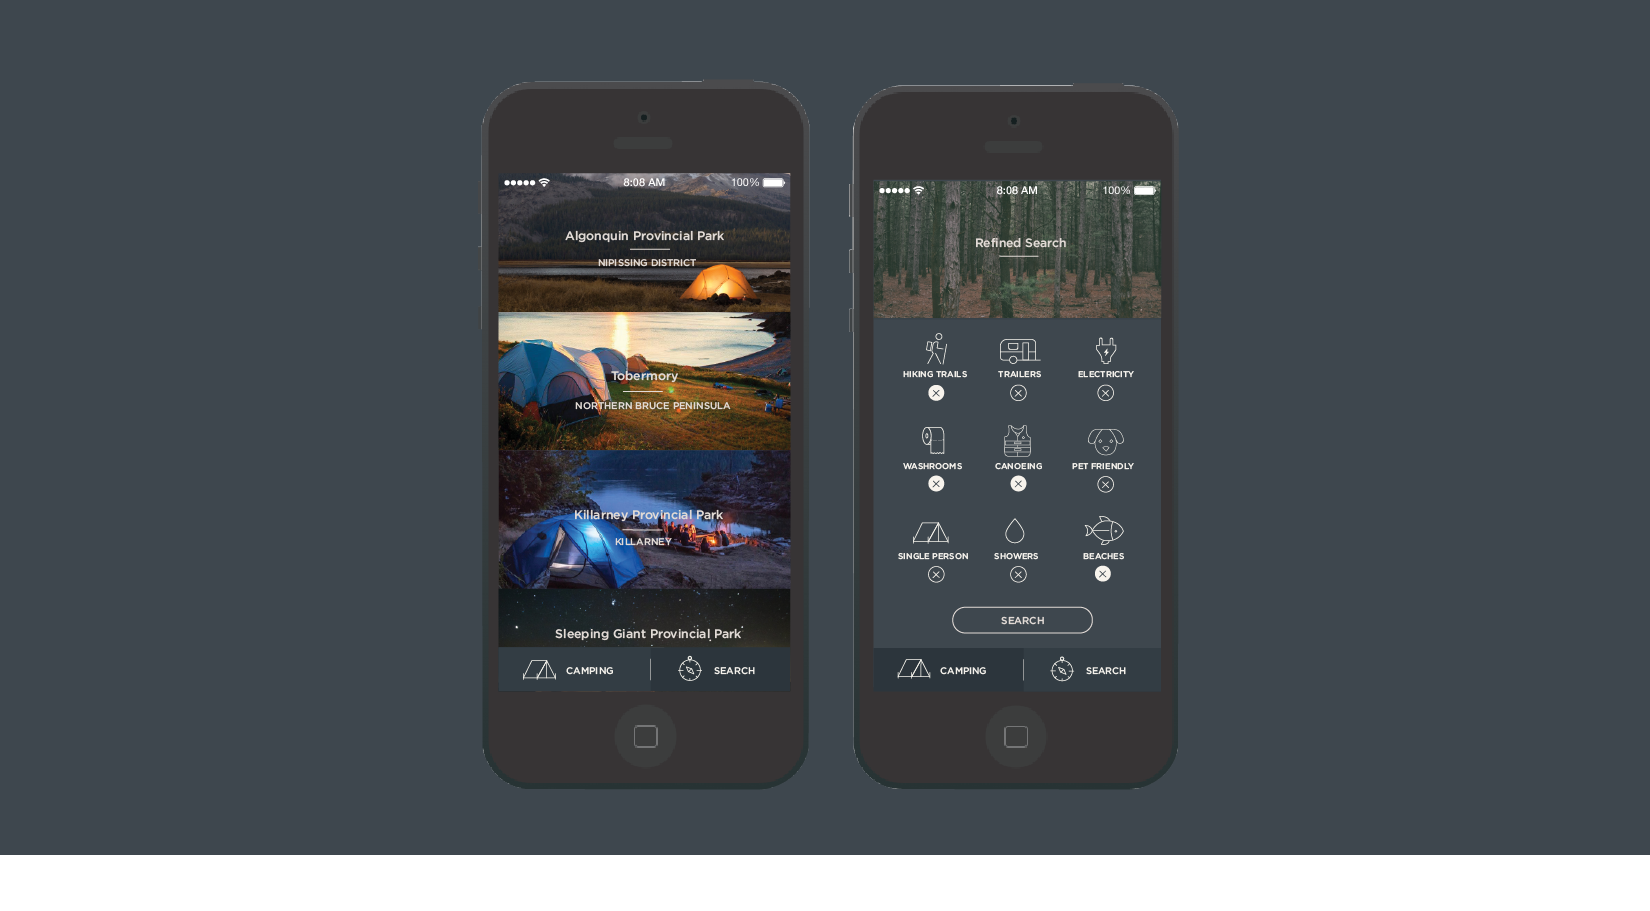 8:08 AM 100%
Algonquin Provincial Park
NIPISSING DISTRICT
Tobermory
NORTHERN BRUCE PENINSULA
Killarney Provincial Park
KILLARNEY
Sleeping Giant Provincial Park
CAMPING SEARCH
8:08 AM 100%
Refined Search
HIKING TRAILS TRAILERS ELECTRICITY
WASHROOMS CANOEING PET FRIENDLY
SINGLE PERSON SHOWERS BEACHES
SEARCH
CAMPING SEARCH